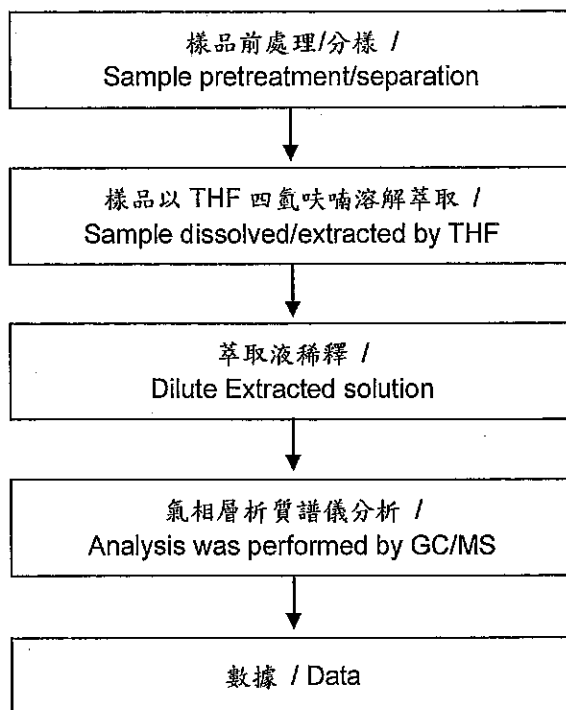 樣品前處理/分樣 /
Sample pretreatment/separation
樣品以 THF 四氫呋喃溶解萃取 /
Sample dissolved/extracted by THF
萃取液稀釋 /
Dilute Extracted solution
氣相層析質譜儀分析 /
Analysis was performed by GC/MS
數據 / Data